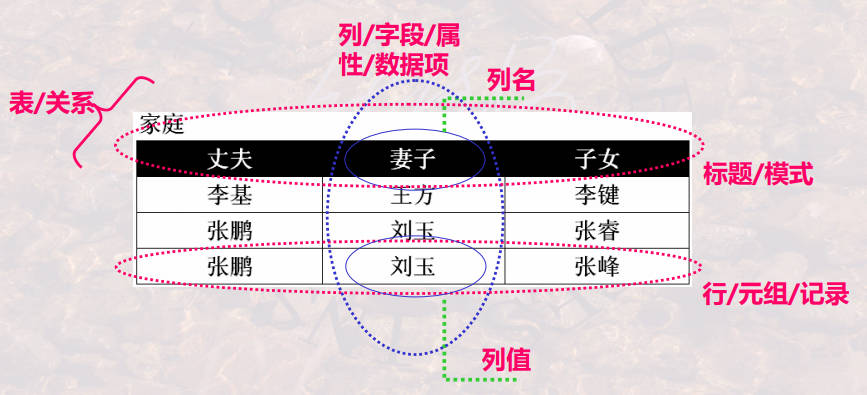 列/字段/属
性/数据项
列名
表/关系
家庭
丈夫 妻子 子女
标题/模式
李基 王方 李键
张鹏 刘玉 张睿
张鹏 刘玉 张峰
行/元组/记录
列值